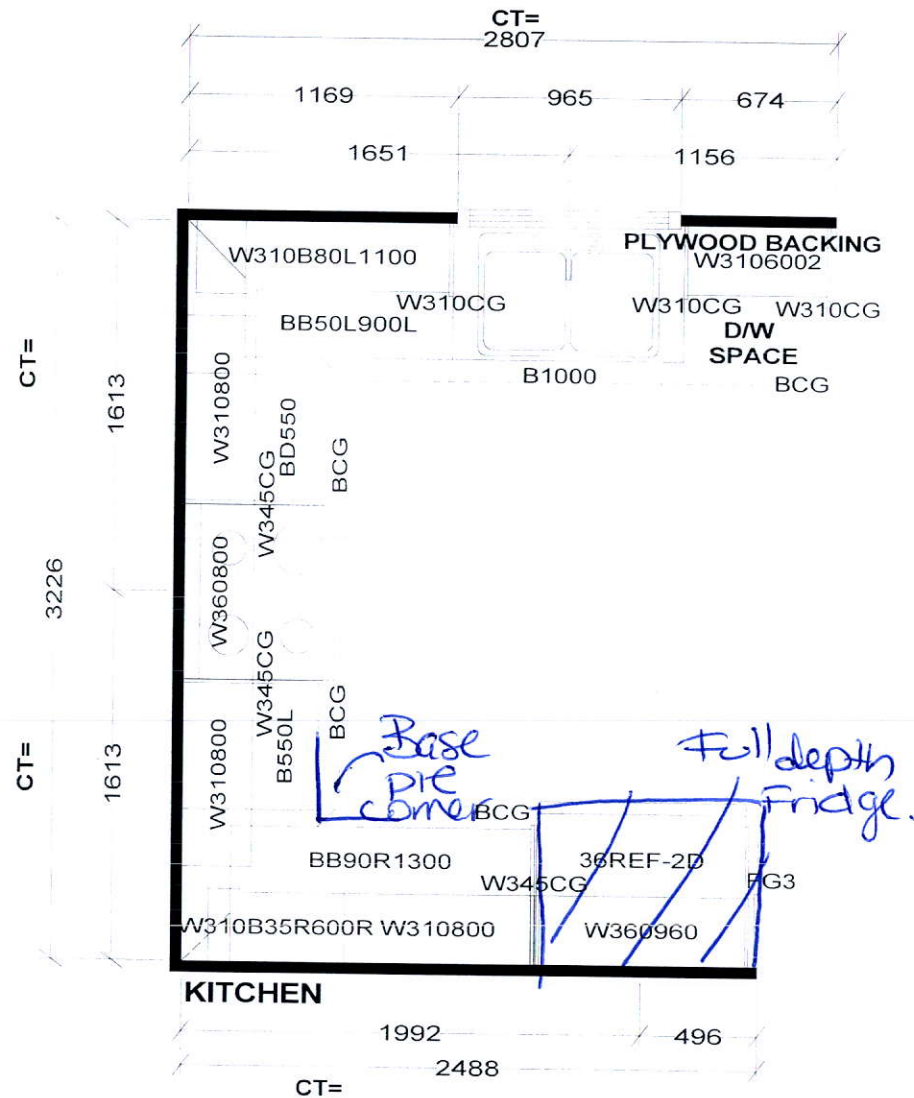 CT=
2807
1169
965
674
1651
1156
PLYWOOD BACKING
W310B80L1100
W3106002
W310CG
W310CG
W310CG
BB50L900L
D/W
SPACE
B1000
BCG
CT=
1613
W310800
W345CG
BD550
BCG
3226
W360800
W345CG
CT=
1613
W310800
B550L
BCG
Base
pie
corner
Full depth
Fridge.
BCG
BB90R1300
36REF-2D
W345CG
FG3
W310B35R600R W310800
W360960
KITCHEN
1992
496
2488
CT=